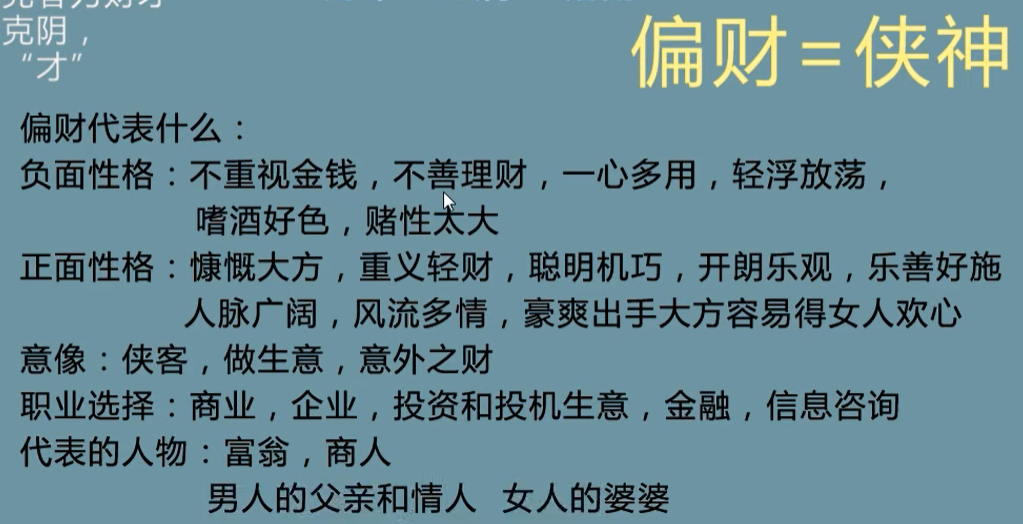 克阴，
“才”
偏财=侠神
偏财代表什么：
负面性格：不重视金钱，不善理财，一心多用，轻浮放荡，
嗜酒好色，赌性太大
正面性格：慷慨大方，重义轻财，聪明机巧，开朗乐观，乐善好施
人脉广阔，风流多情，豪爽出手大方容易得女人欢心
意像：侠客，做生意，意外之财
职业选择：商业，企业，投资和投机生意，金融，信息咨询
代表的人物：富翁，商人
男人的父亲和情人 女人的婆婆